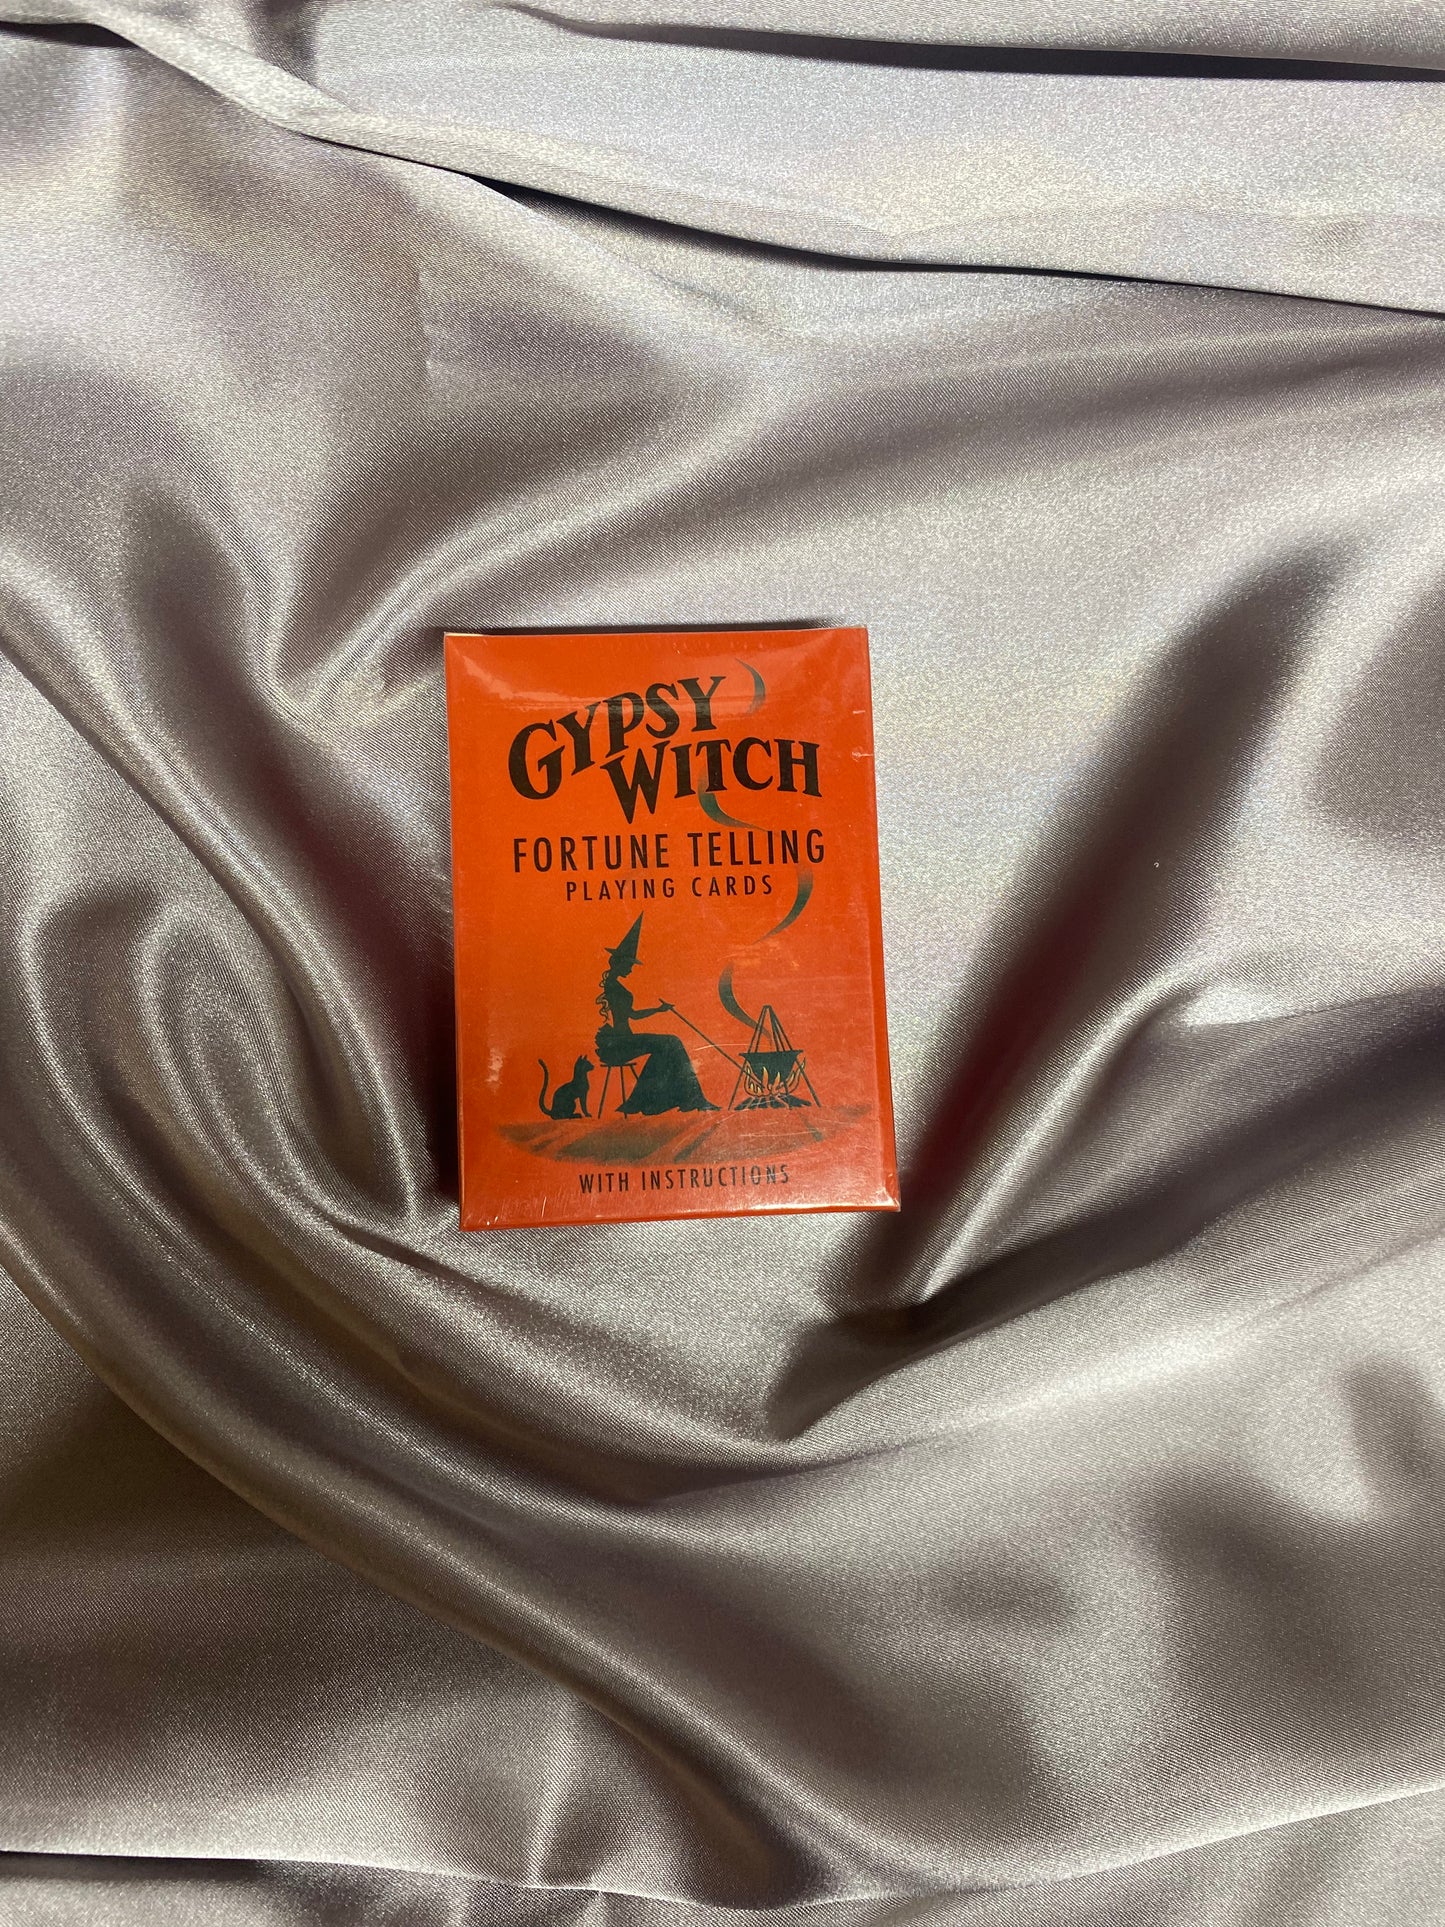 GYPSY
WITCH
FORTUNE TELLING
PLAYING CARDS
WITH INSTRUCTIONS